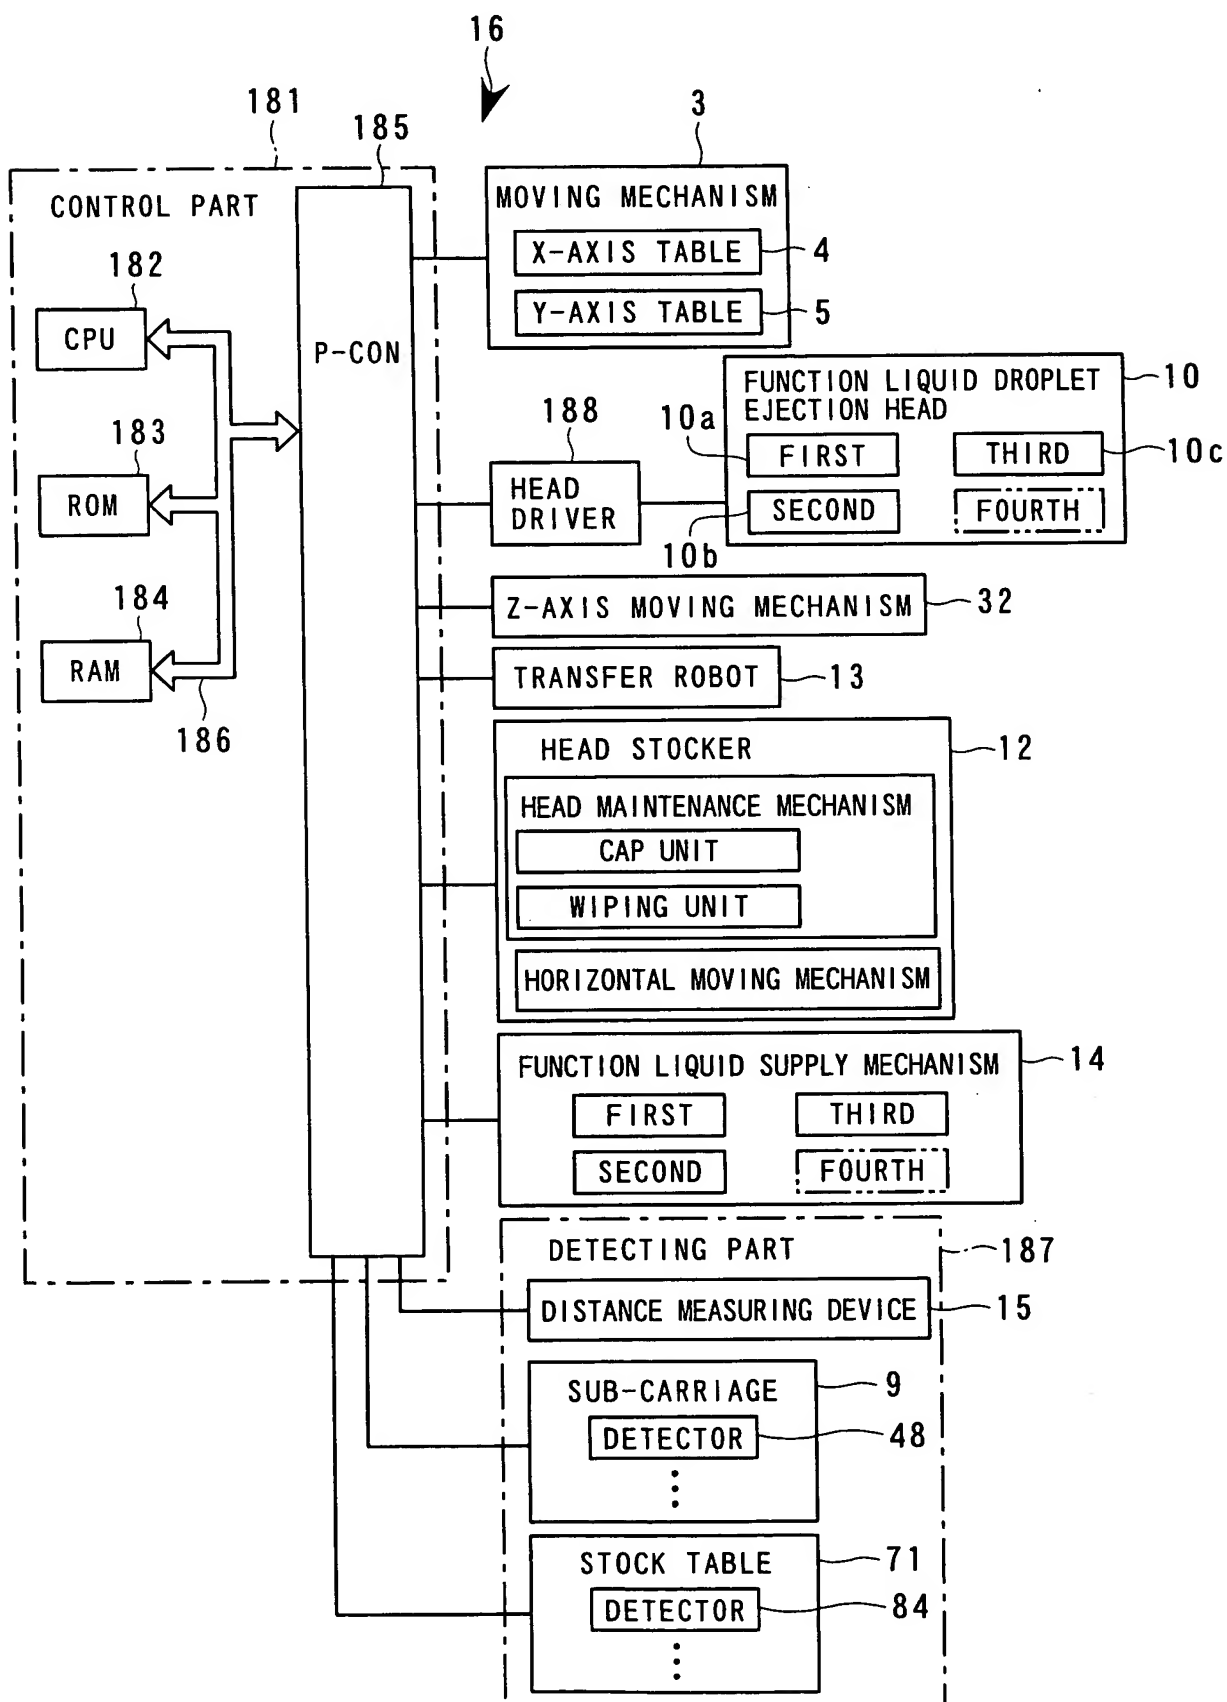 16
181
185
3
CONTROL PART
MOVING MECHANISM
X-AXIS TABLE
4
Y-AXIS TABLE
5
182
CPU
P-CON
183
ROM
184
RAM
186
188
HEAD
DRIVER
FUNCTION LIQUID DROPLET
EJECTION HEAD
10
10a
FIRST
THIRD
10c
SECOND
FOURTH
10b
Z-AXIS MOVING MECHANISM
32
TRANSFER ROBOT
13
HEAD STOCKER
12
HEAD MAINTENANCE MECHANISM
CAP UNIT
WIPING UNIT
HORIZONTAL MOVING MECHANISM
FUNCTION LIQUID SUPPLY MECHANISM
14
FIRST
THIRD
SECOND
FOURTH
DETECTING PART
187
DISTANCE MEASURING DEVICE
15
SUB-CARRIAGE
9
DETECTOR
48
STOCK TABLE
71
DETECTOR
84